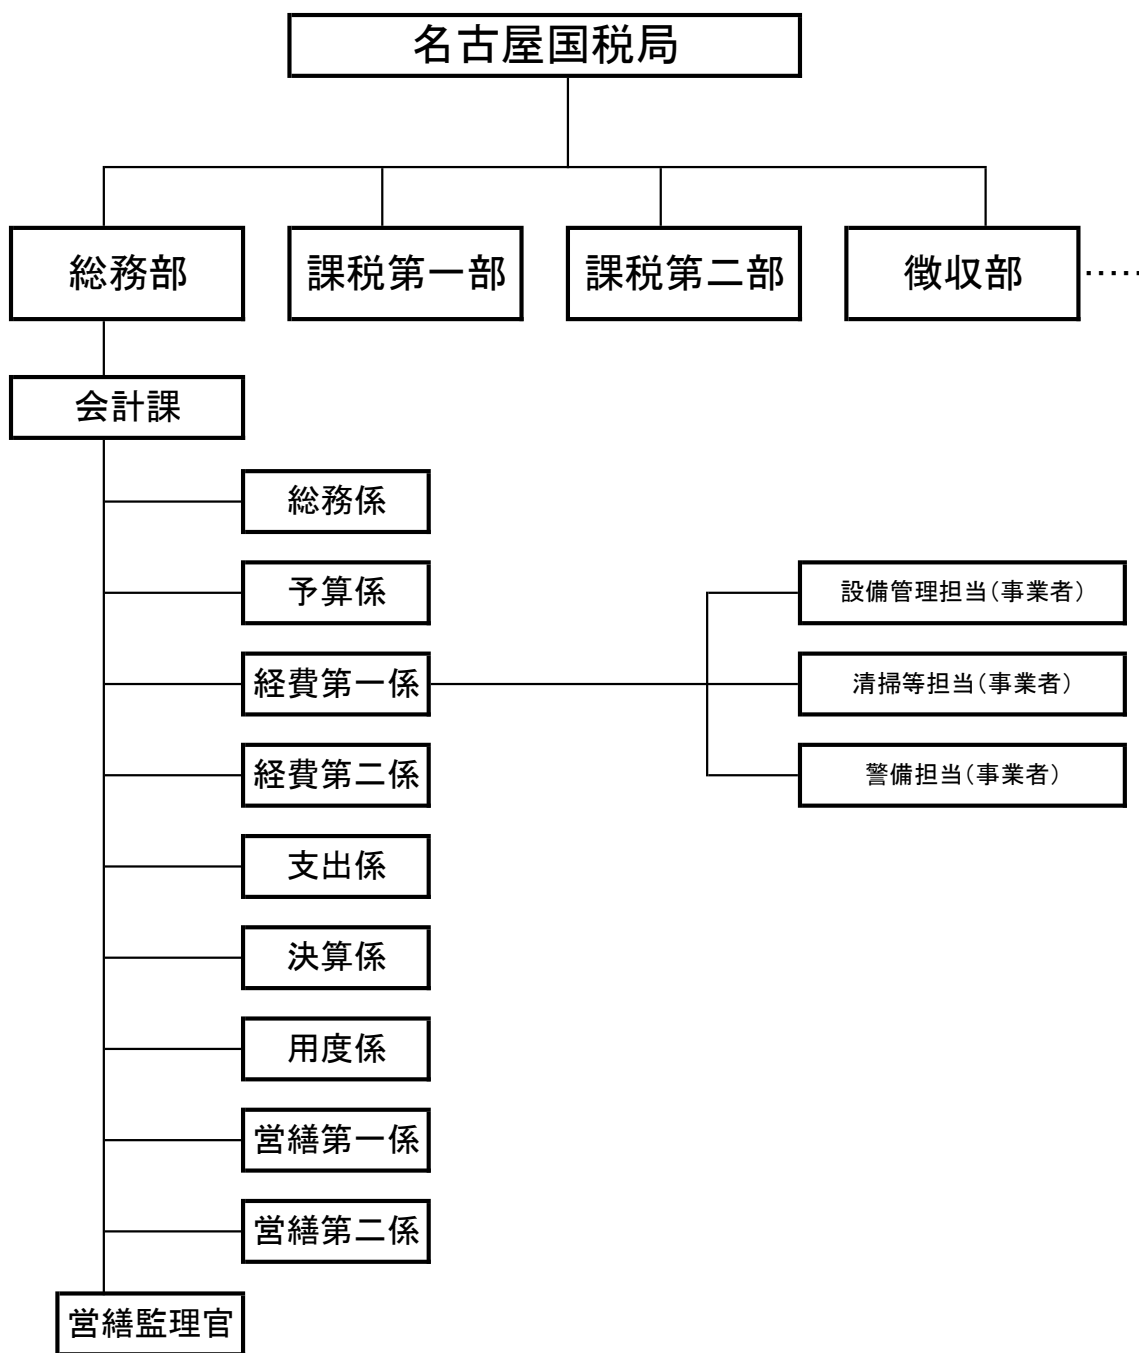 名古屋国税局
総務部
課税第一部
課税第二部
徴収部
‥‥‥
会計課
総務係
予算係
設備管理担当(事業者)
経費第一係
清掃等担当(事業者)
経費第二係
警備担当(事業者)
支出係
決算係
用度係
営繕第一係
営繕第二係
営繕監理官